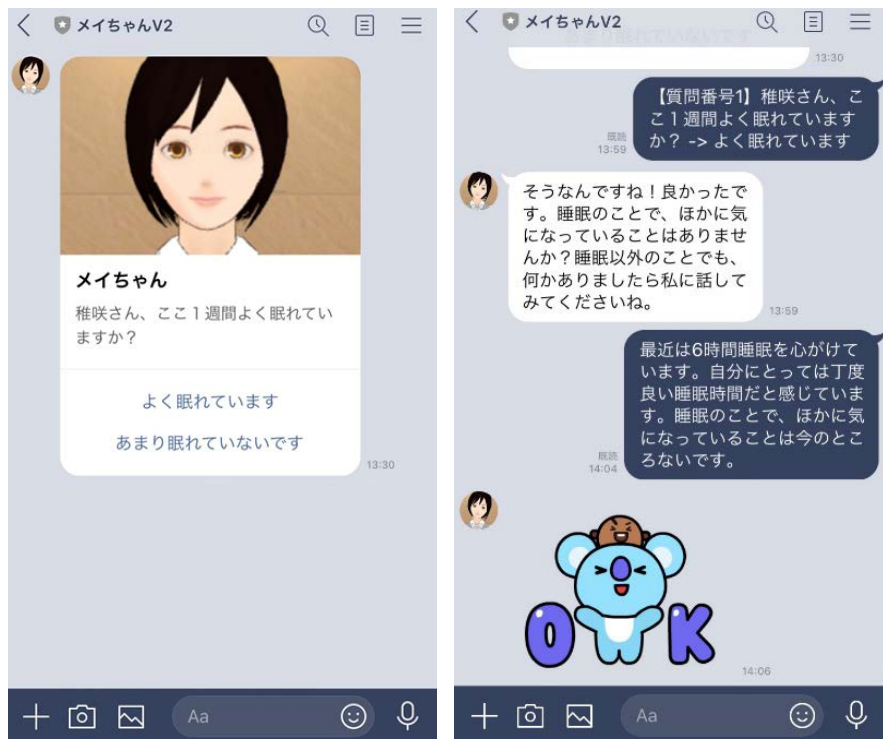 メイちゃんV2
メイちゃん
稚咲さん、ここ1週間よく眠れてい
ますか？
よく眠れています
あまり眠れていないです
13:30
Aa
メイちゃんV2
あまり眠れていないです
13:30
【質問番号1】稚咲さん、こ
こ1週間よく眠れています
か？ -> よく眠れています
既読
13:59
そうなんですね！良かったで
す。睡眠のことで、ほかに気
になっていることはありませ
んか？睡眠以外のことでも、
何かありましたら私に話して
みてくださいね。
13:59
最近は6時間睡眠を心がけて
います。自分にとっては丁度
良い睡眠時間だと感じていま
す。睡眠のことで、ほかに気
になっていることは今のとこ
ろないです。
既読
14:04
OK
14:06
Aa